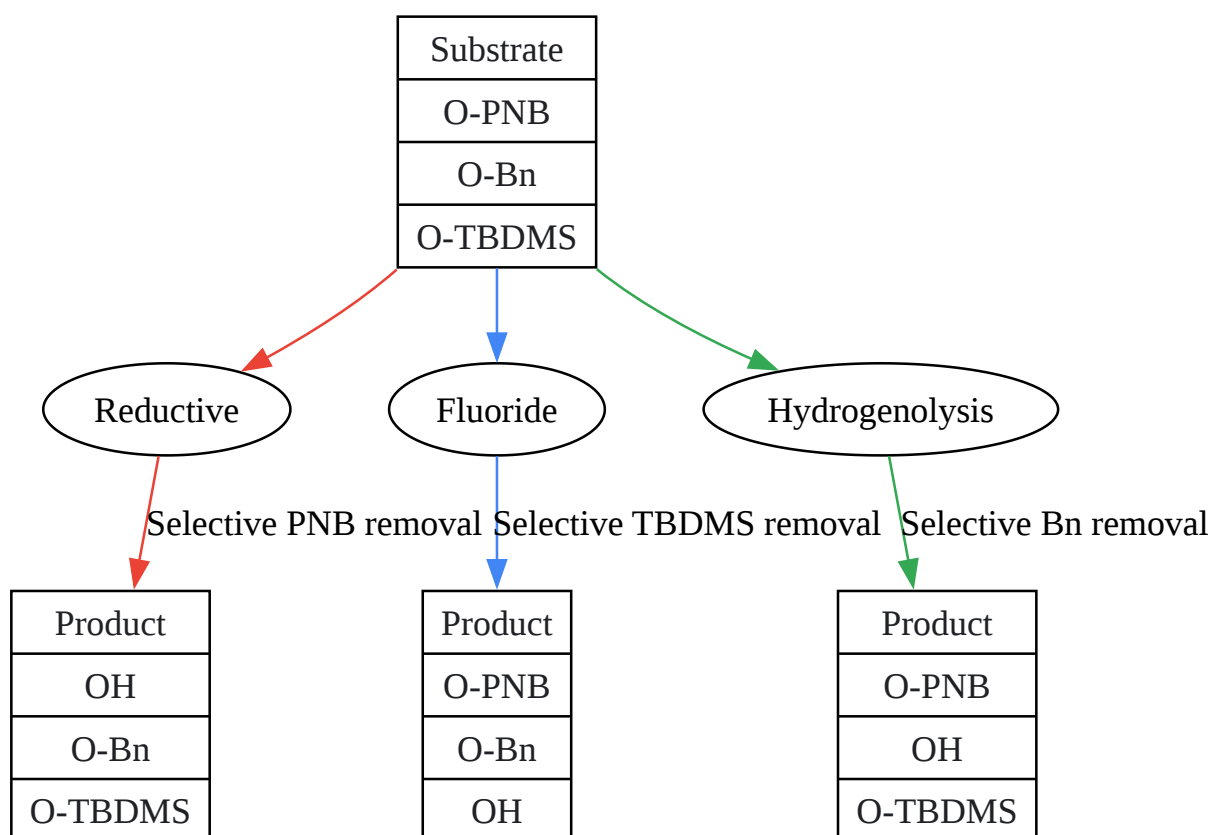 Substrate
O-PNB
O-Bn
O-TBDMS
Reductive
Fluoride
Hydrogenolysis
Selective PNB removal
Selective TBDMS removal
Selective Bn removal
Product
OH
O-Bn
O-TBDMS
Product
O-PNB
O-Bn
OH
Product
O-PNB
OH
O-TBDMS